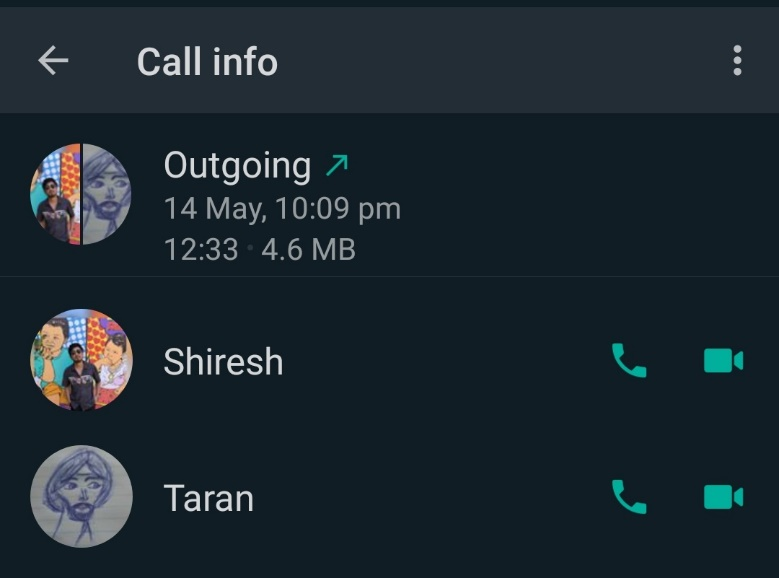 Call info
Outgoing
14 May, 10:09 pm
12:33 · 4.6 MB
Shiresh
Taran